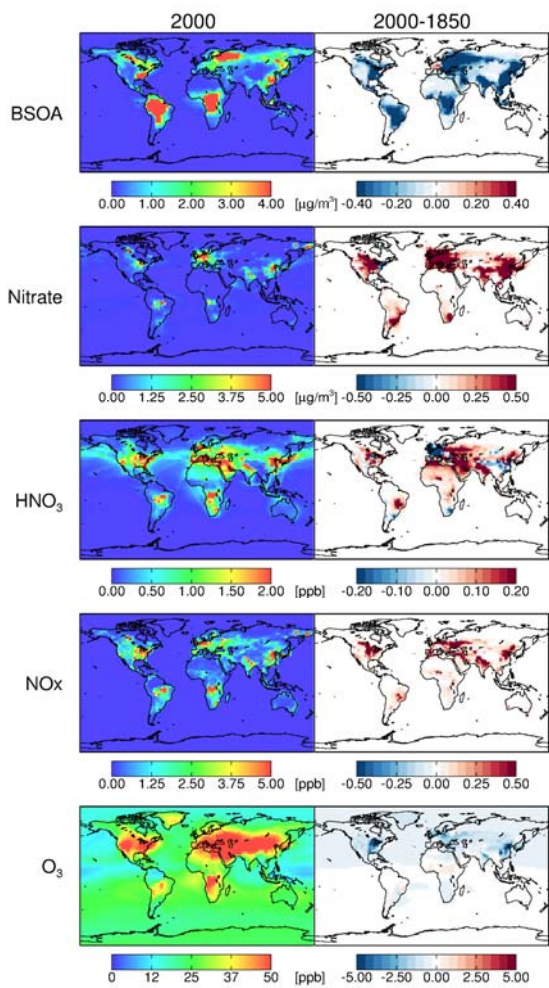 2000 2000-1850
BSOA
0.00 1.00 2.00 3.00 4.00 [µg/m³] -0.40 -0.20 0.00 0.20 0.40
Nitrate
0.00 1.25 2.50 3.75 5.00 [µg/m³] -0.50 -0.25 0.00 0.25 0.50
HNO₃
0.00 0.50 1.00 1.50 2.00 [ppb] -0.20 -0.10 0.00 0.10 0.20
NOx
0.00 1.25 2.50 3.75 5.00 [ppb] -0.50 -0.25 0.00 0.25 0.50
O₃
0 12 25 37 50 [ppb] -5.00 -2.50 0.00 2.50 5.00